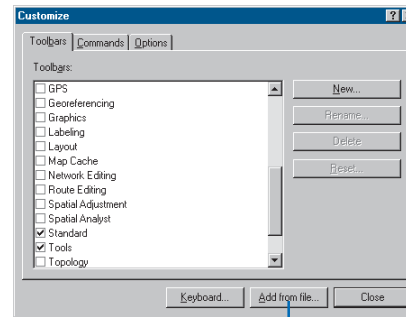 Customize
Toolbars Commands Options
Toolbars:
GPS
Georeferencing
Graphics
Labeling
Layout
Map Cache
Network Editing
Route Editing
Spatial Adjustment
Spatial Analyst
Standard
Tools
Topology
New...
Rename...
Delete
Reset...
Keyboard... Add from file... Close